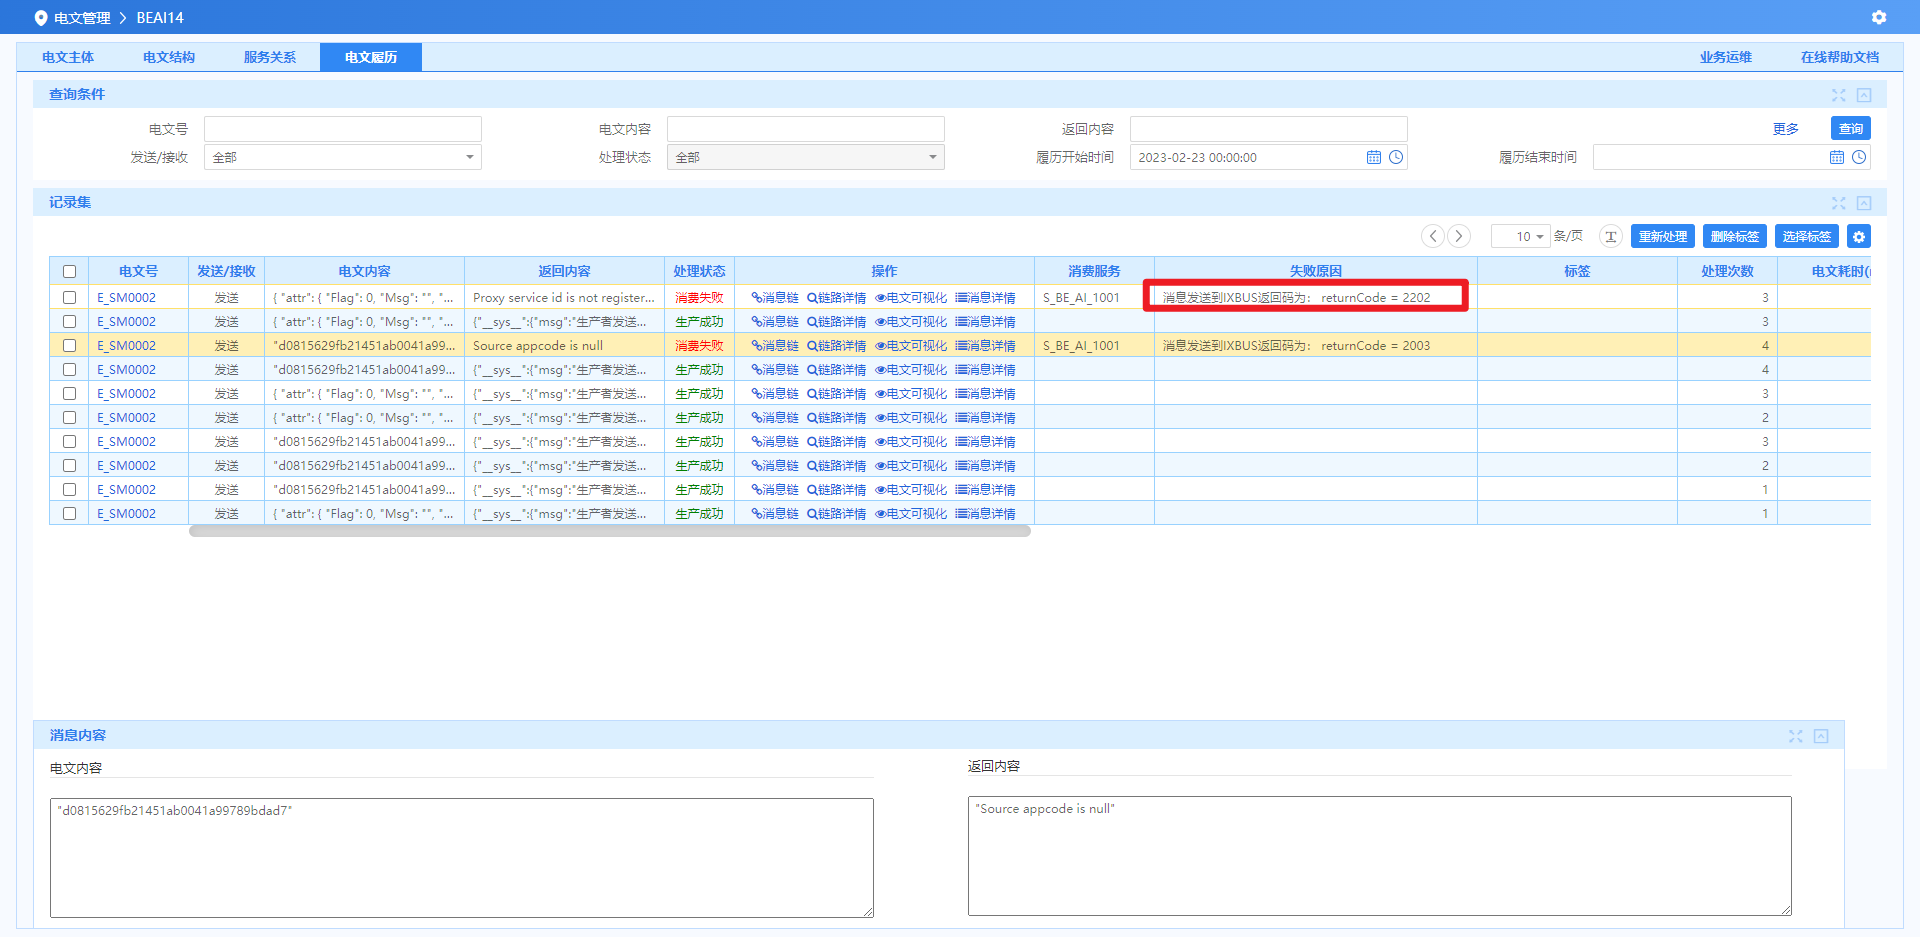 电文管理 > BEAI14
电文主体 电文结构 服务关系 电文履历 业务运维 在线帮助文档
查询条件
电文号 电文内容 返回内容 更多 查询
发送/接收 全部 处理状态 全部 履历开始时间 2023-02-23 00:00:00 履历结束时间
记录集
10 条/页 T 重新处理 删除标签 选择标签
电文号 发送/接收 电文内容 返回内容 处理状态 操作 消费服务 失败原因 标签 处理次数 电文耗时(
E_SM0002 发送 { "attr": { "Flag": 0, "Msg": "", "... Proxy service id is not register... 消费失败 消息链 链路详情 电文可视化 消息详情 S_BE_AI_1001 消息发送到IXBUS返回码为： returnCode = 2202 3
E_SM0002 发送 { "attr": { "Flag": 0, "Msg": "", "... {"__sys__":{"msg":"生产者发送... 生产成功 消息链 链路详情 电文可视化 消息详情 3
E_SM0002 发送 "d0815629fb21451ab0041a99... Source appcode is null 消费失败 消息链 链路详情 电文可视化 消息详情 S_BE_AI_1001 消息发送到IXBUS返回码为： returnCode = 2003 4
E_SM0002 发送 "d0815629fb21451ab0041a99... {"__sys__":{"msg":"生产者发送... 生产成功 消息链 链路详情 电文可视化 消息详情 4
E_SM0002 发送 { "attr": { "Flag": 0, "Msg": "", "... {"__sys__":{"msg":"生产者发送... 生产成功 消息链 链路详情 电文可视化 消息详情 3
E_SM0002 发送 { "attr": { "Flag": 0, "Msg": "", "... {"__sys__":{"msg":"生产者发送... 生产成功 消息链 链路详情 电文可视化 消息详情 2
E_SM0002 发送 "d0815629fb21451ab0041a99... {"__sys__":{"msg":"生产者发送... 生产成功 消息链 链路详情 电文可视化 消息详情 3
E_SM0002 发送 "d0815629fb21451ab0041a99... {"__sys__":{"msg":"生产者发送... 生产成功 消息链 链路详情 电文可视化 消息详情 2
E_SM0002 发送 "d0815629fb21451ab0041a99... {"__sys__":{"msg":"生产者发送... 生产成功 消息链 链路详情 电文可视化 消息详情 1
E_SM0002 发送 { "attr": { "Flag": 0, "Msg": "", "... {"__sys__":{"msg":"生产者发送... 生产成功 消息链 链路详情 电文可视化 消息详情 1
消息内容
电文内容 返回内容
"d0815629fb21451ab0041a99789bdad7" "Source appcode is null"